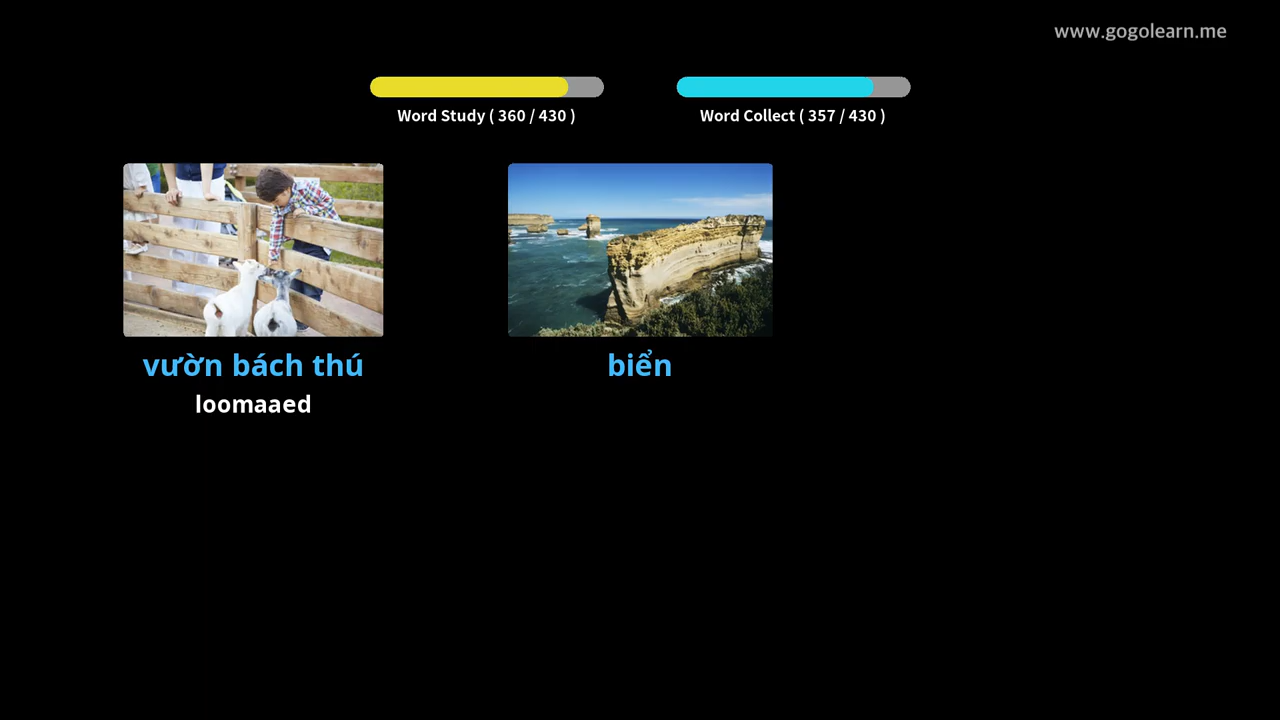 www.gogolearn.me
Word Study ( 360 / 430 )
Word Collect ( 357 / 430 )
vườn bách thú
loomaaed
biển